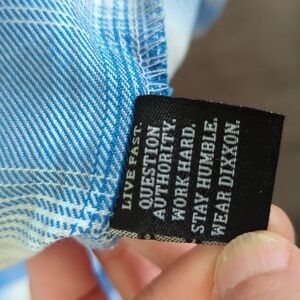 LIVE FAST.
QUESTION
AUTHORITY.
WORK HARD.
STAY HUMBLE.
WEAR DIXXON.